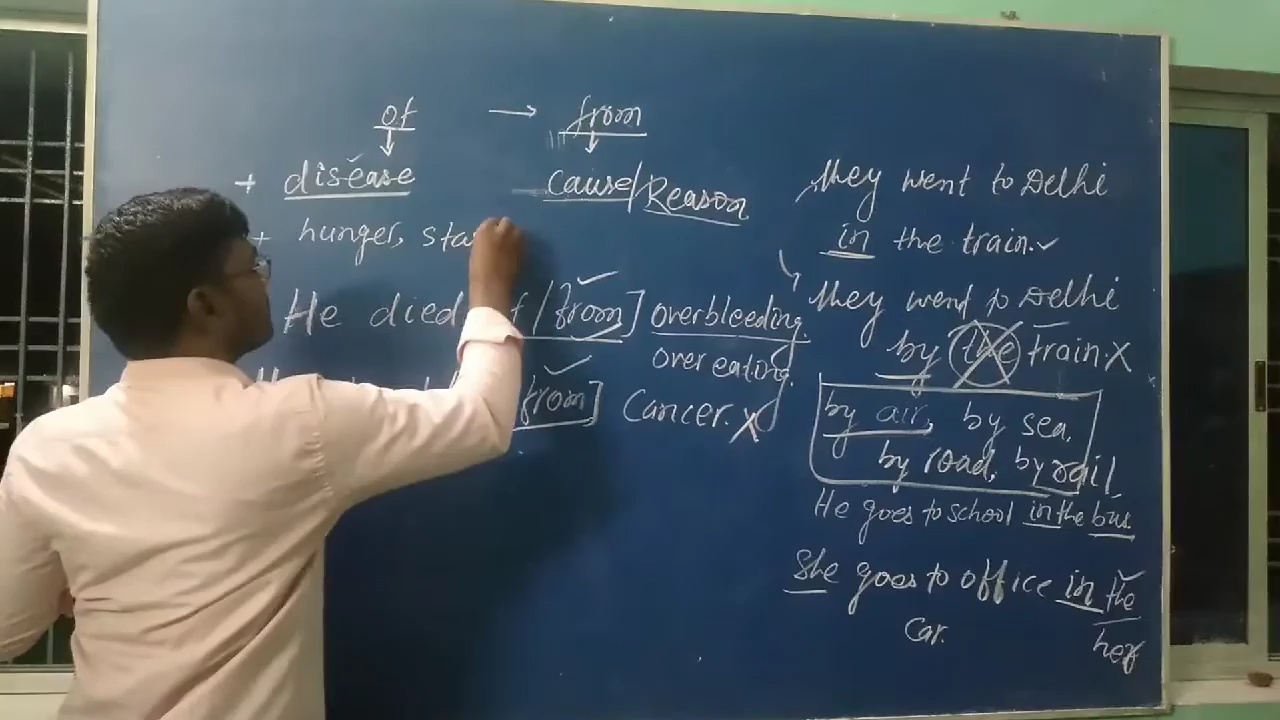 of → from
+ disease cause/Reason
+ hunger, sta
He died f/from] overbleeding.
over eating.
from] Cancer. X
They went to Delhi
in the train.
They went to Delhi
by the train. X
by air, by sea,
by road, by rail,
He goes to school in the bus.
She goes to office in the
her
Car.